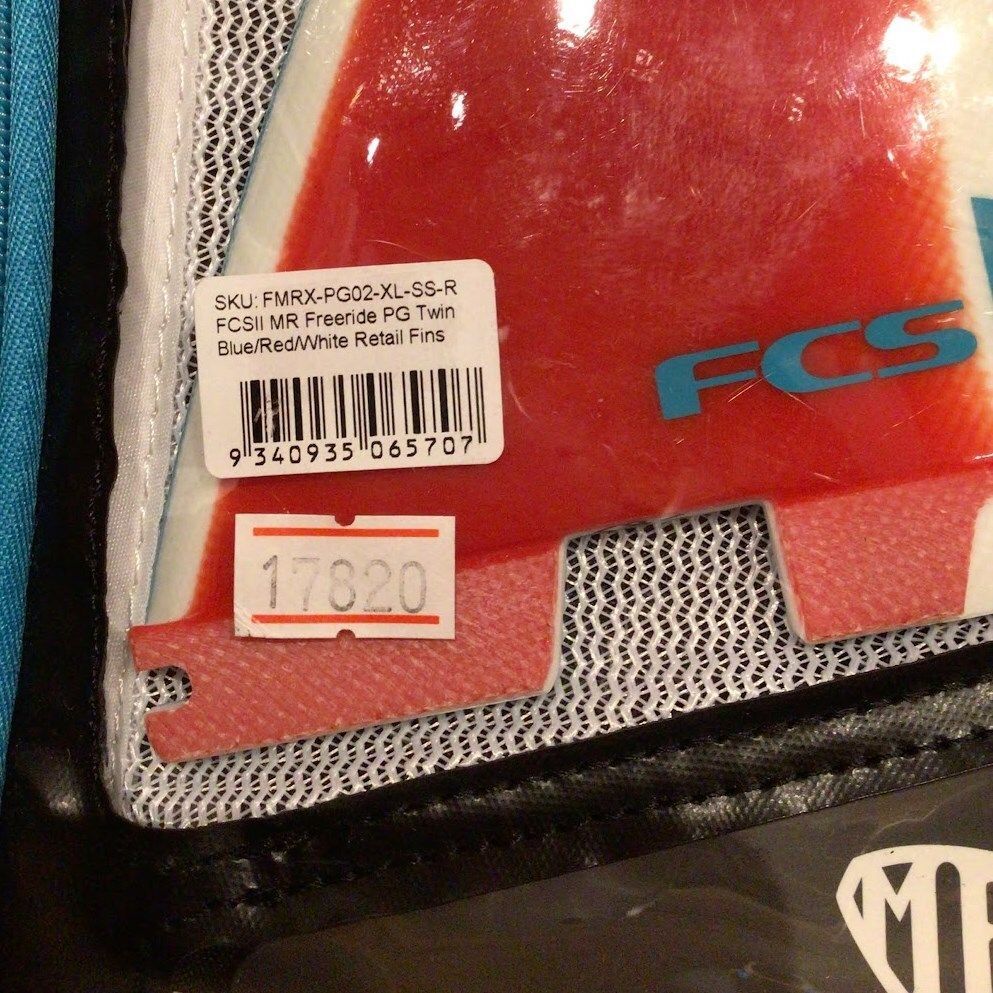 SKU: FMRX-PG02-XL-SS-R
FCSII MR Freeride PG Twin
Blue/Red/White Retail Fins
9 340935 065707
FCS
17820